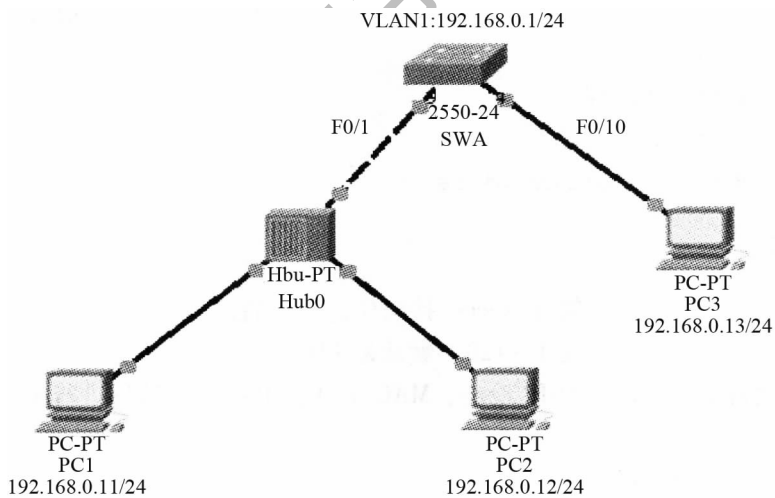 VLAN1:192.168.0.1/24
2550-24
SWA
F0/1
F0/10
Hbu-PT
Hub0
PC-PT
PC3
192.168.0.13/24
PC-PT
PC1
192.168.0.11/24
PC-PT
PC2
192.168.0.12/24